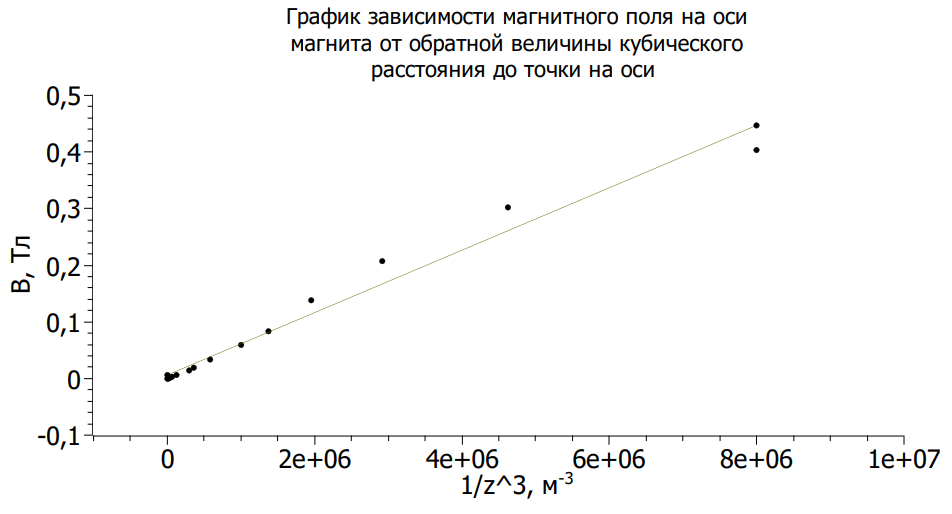 График зависимости магнитного поля на оси
магнита от обратной величины кубического
расстояния до точки на оси
0,5
0,4
0,3
0,2
0,1
0
-0,1
B, Тл
0 2e+06 4e+06 6e+06 8e+06 1e+07
1/z^3, м-3